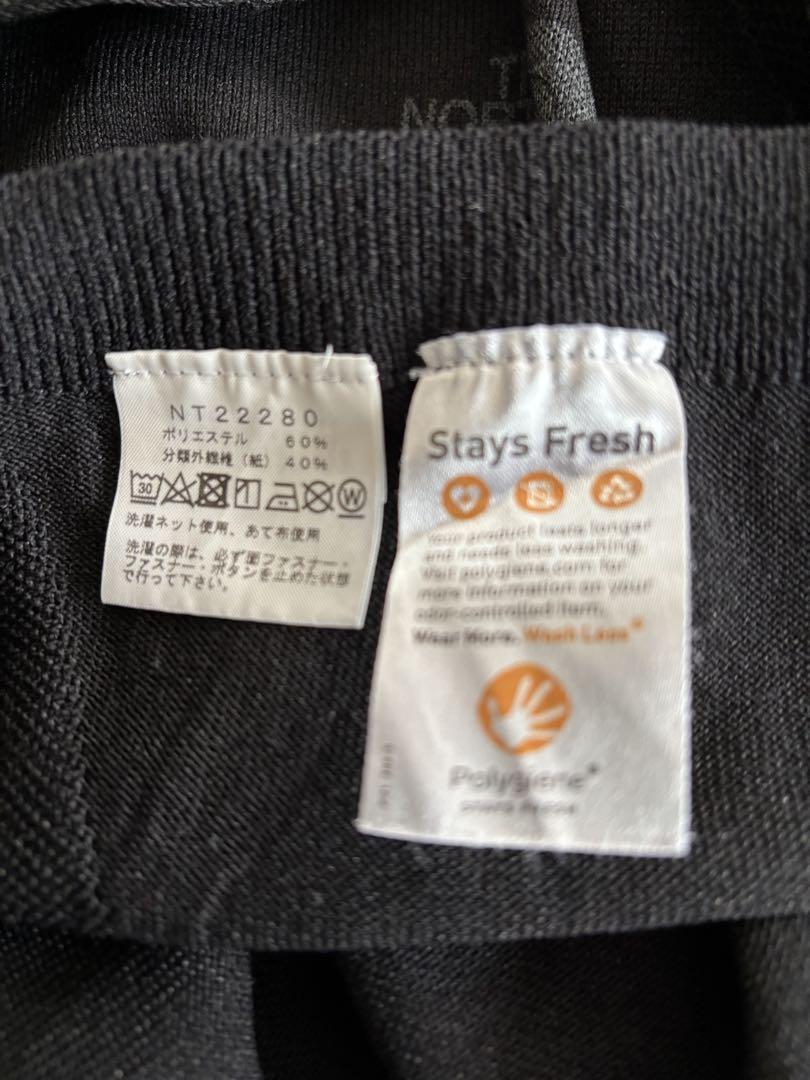 NT22280
ポリエステル 60%
分類外繊維（紙） 40%
30
W
洗濯ネット使用、あて布使用
洗濯の際は、必ず面ファスナー・
ファスナー・ボタンを止めた状態
で行って下さい。
Stays Fresh
Your product lasts longer
and needs less washing.
Visit polygiene.com for
more information on your
odor-controlled item.
Wear More. Wash Less®
Polygiene®